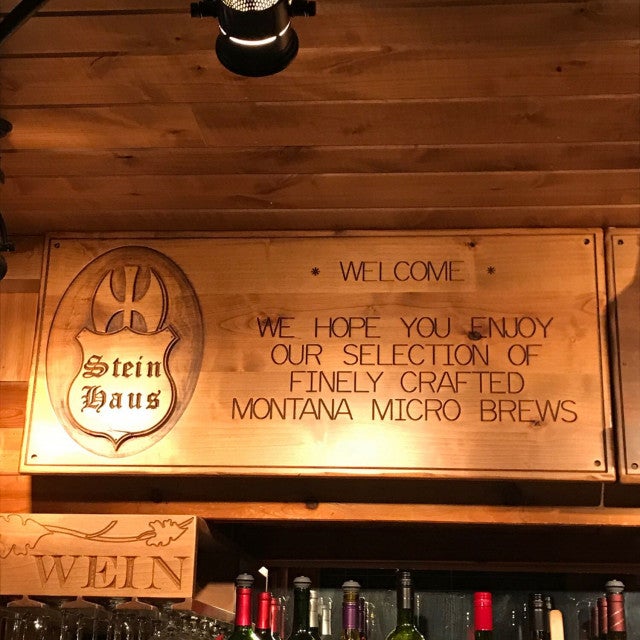 Stein
Haus
* WELCOME *
WE HOPE YOU ENJOY
OUR SELECTION OF
FINELY CRAFTED
MONTANA MICRO BREWS
WEIN